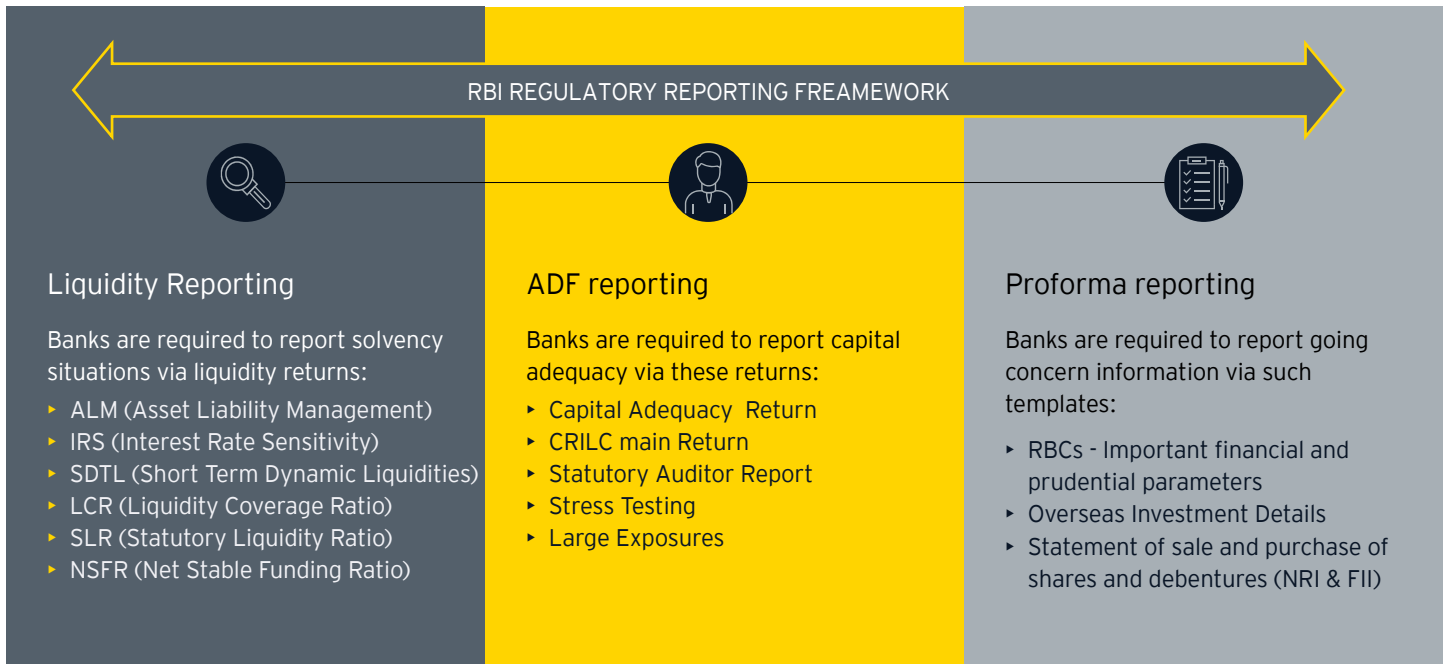 RBI REGULATORY REPORTING FREAMEWORK
Liquidity Reporting
Banks are required to report solvency
situations via liquidity returns:
‣ ALM (Asset Liability Management)
‣ IRS (Interest Rate Sensitivity)
‣ SDTL (Short Term Dynamic Liquidities)
‣ LCR (Liquidity Coverage Ratio)
‣ SLR (Statutory Liquidity Ratio)
‣ NSFR (Net Stable Funding Ratio)
ADF reporting
Banks are required to report capital
adequacy via these returns:
‣ Capital Adequacy Return
‣ CRILC main Return
‣ Statutory Auditor Report
‣ Stress Testing
‣ Large Exposures
Proforma reporting
Banks are required to report going
concern information via such
templates:
‣ RBCs - Important financial and
prudential parameters
‣ Overseas Investment Details
‣ Statement of sale and purchase of
shares and debentures (NRI & FII)